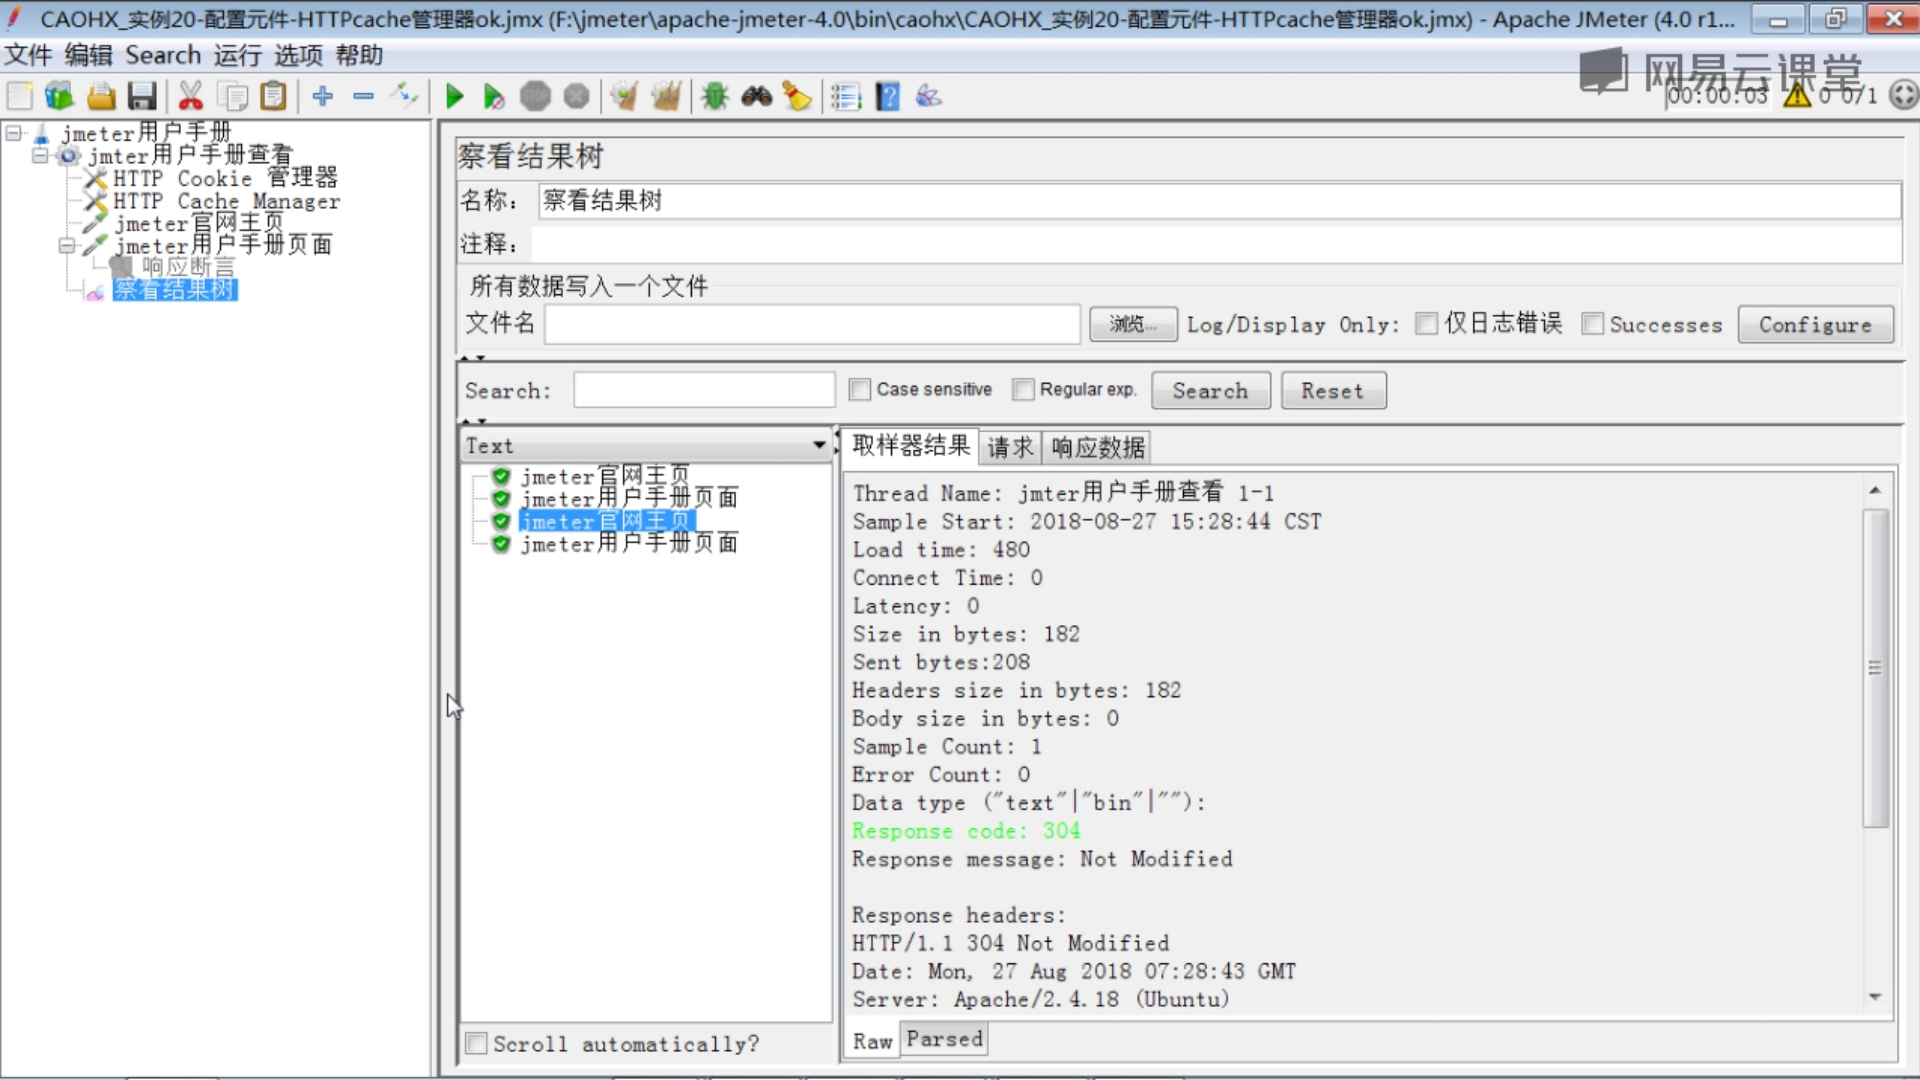 CAOHX_实例20-配置元件-HTTPcache管理器ok.jmx (F:\jmeter\apache-jmeter-4.0\bin\caohx\CAOHX_实例20-配置元件-HTTPcache管理器ok.jmx) - Apache JMeter (4.0 r1...
文件 编辑 Search 运行 选项 帮助
网易云课堂
00:00:03 0 0/1
jmeter用户手册
jmter用户手册查看
HTTP Cookie 管理器
HTTP Cache Manager
jmeter官网主页
jmeter用户手册页面
响应断言
察看结果树
察看结果树
名称： 察看结果树
注释：
所有数据写入一个文件
文件名 浏览... Log/Display Only: 仅日志错误 Successes Configure
Search: Case sensitive Regular exp. Search Reset
Text
jmeter官网主页
jmeter用户手册页面
jmeter官网主页
jmeter用户手册页面
Scroll automatically?
取样器结果 请求 响应数据
Thread Name: jmter用户手册查看 1-1
Sample Start: 2018-08-27 15:28:44 CST
Load time: 480
Connect Time: 0
Latency: 0
Size in bytes: 182
Sent bytes:208
Headers size in bytes: 182
Body size in bytes: 0
Sample Count: 1
Error Count: 0
Data type ("text"|"bin"|""):
Response code: 304
Response message: Not Modified
Response headers:
HTTP/1.1 304 Not Modified
Date: Mon, 27 Aug 2018 07:28:43 GMT
Server: Apache/2.4.18 (Ubuntu)
Raw Parsed